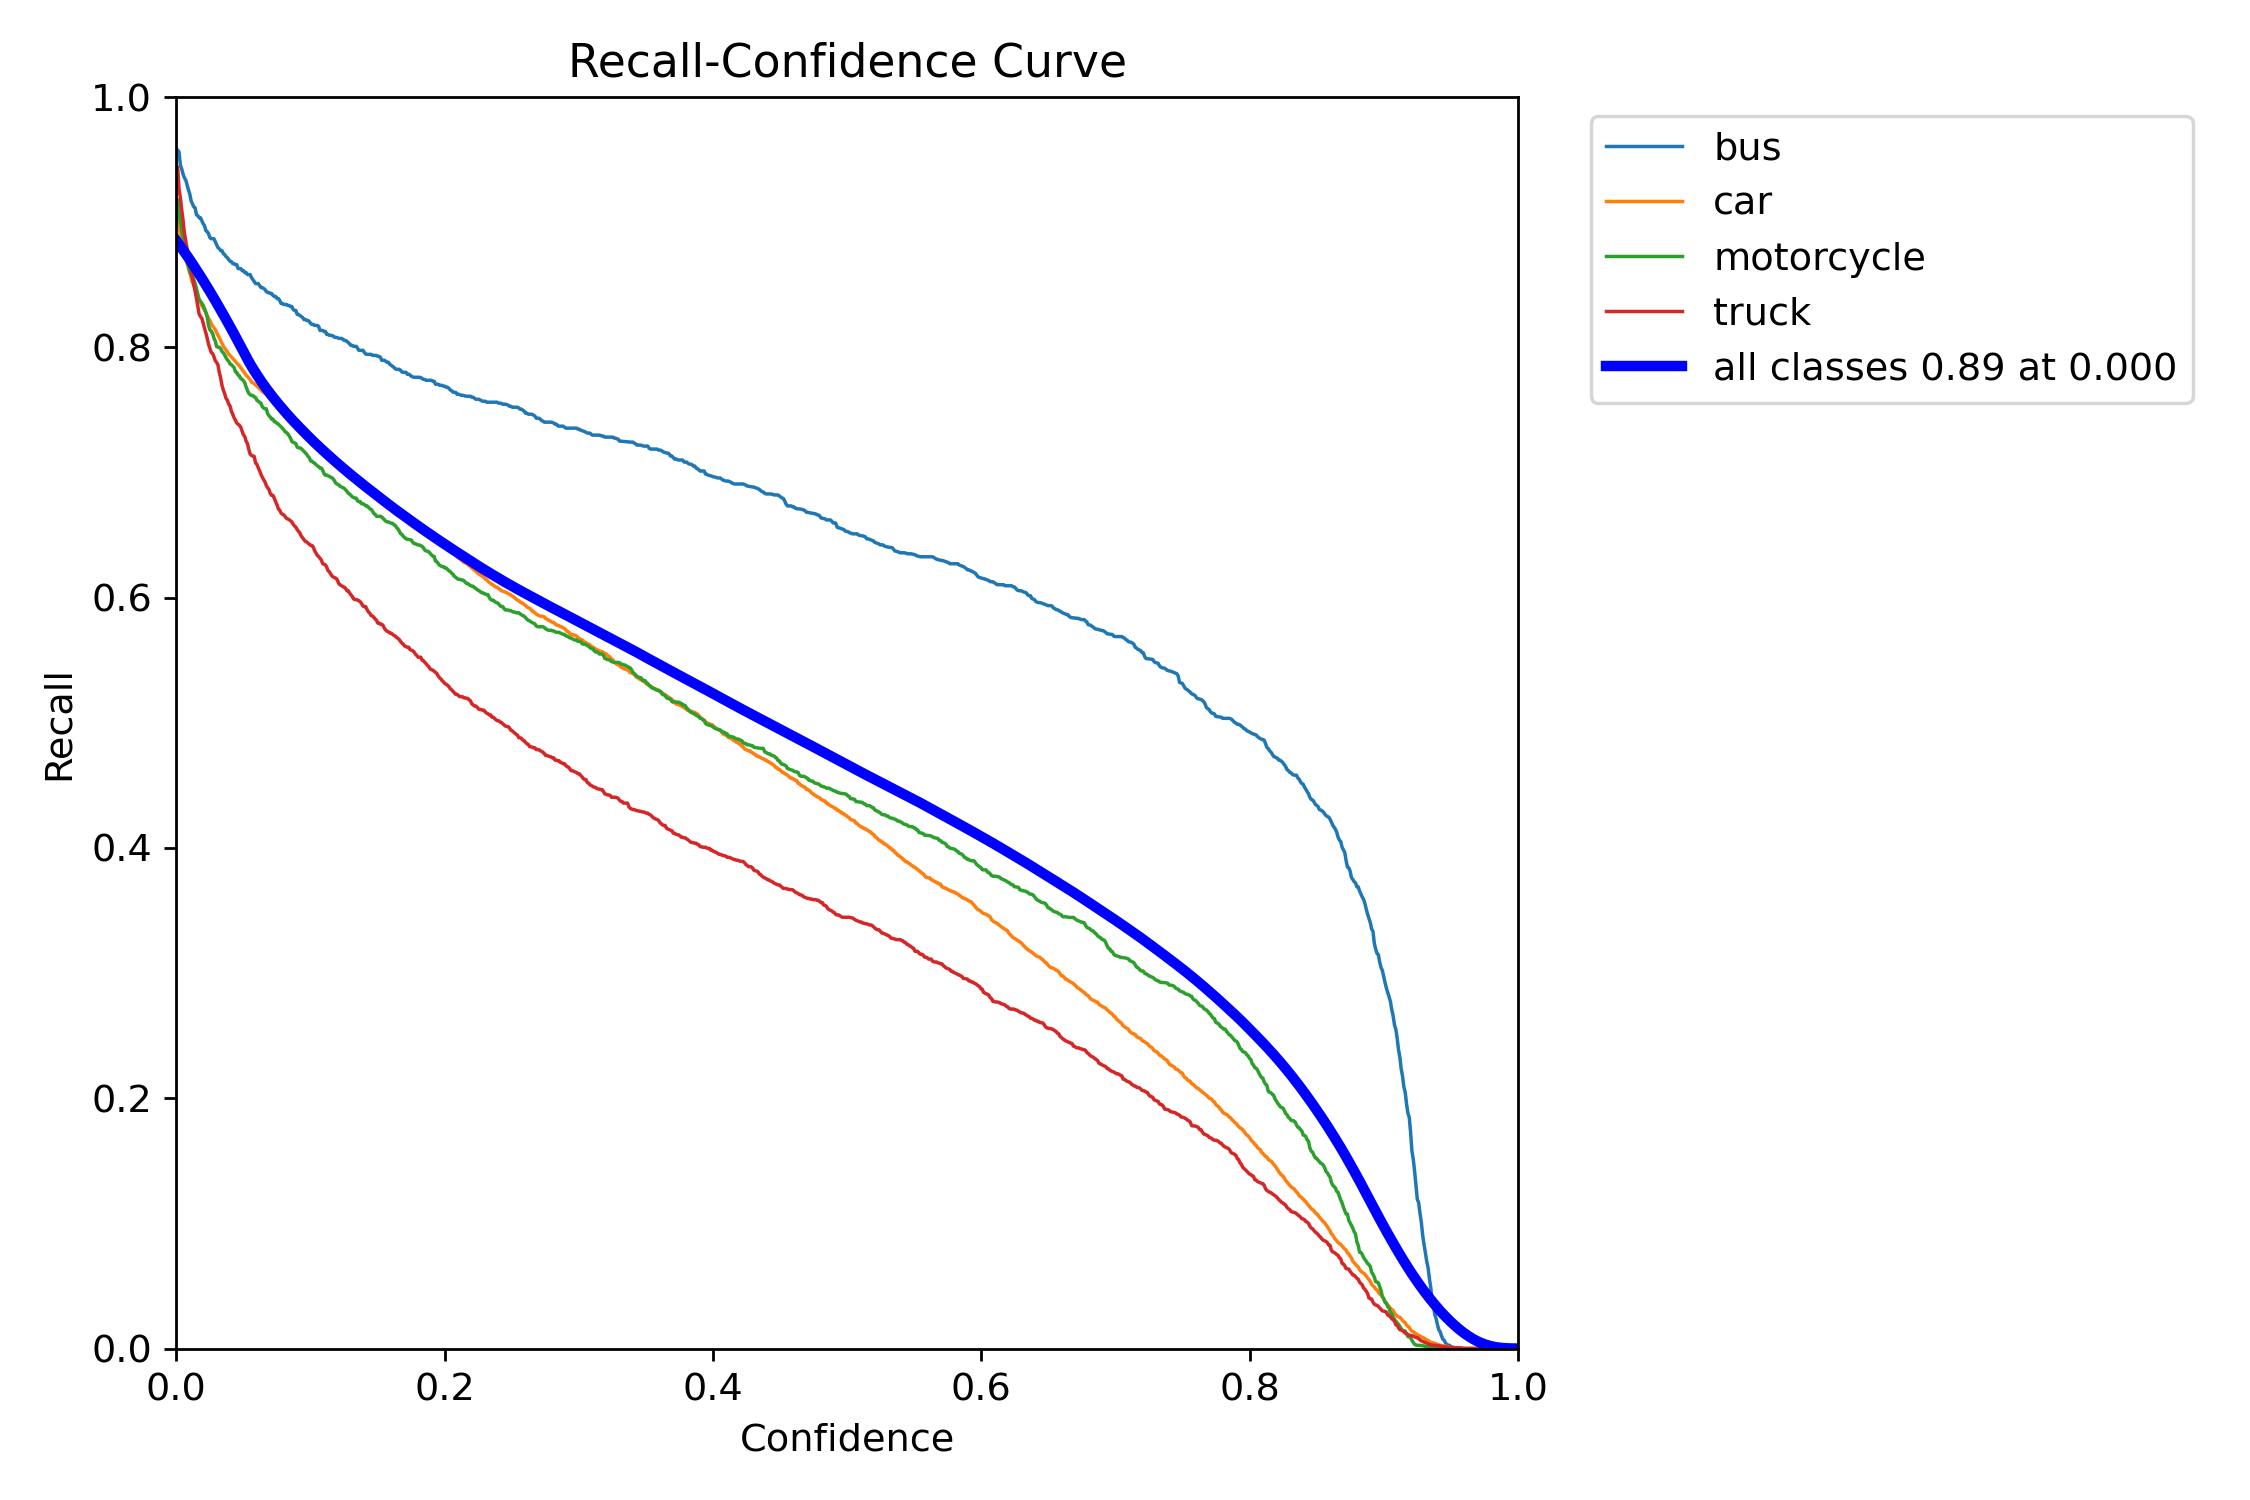 Recall-Confidence Curve
1.0
0.8
0.6
0.4
0.2
0.0
Recall
0.0 0.2 0.4 0.6 0.8 1.0
Confidence
bus
car
motorcycle
truck
all classes 0.89 at 0.000